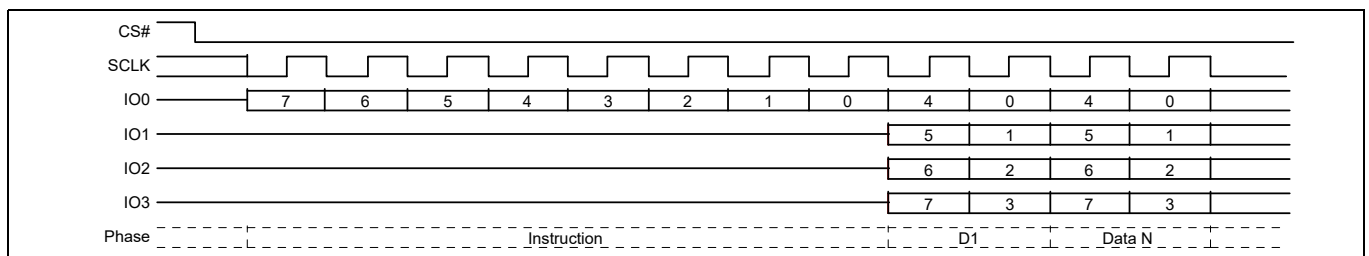 CS#
SCLK
IO0 7 6 5 4 3 2 1 0 4 0 4 0
IO1 5 1 5 1
IO2 6 2 6 2
IO3 7 3 7 3
Phase Instruction D1 Data N